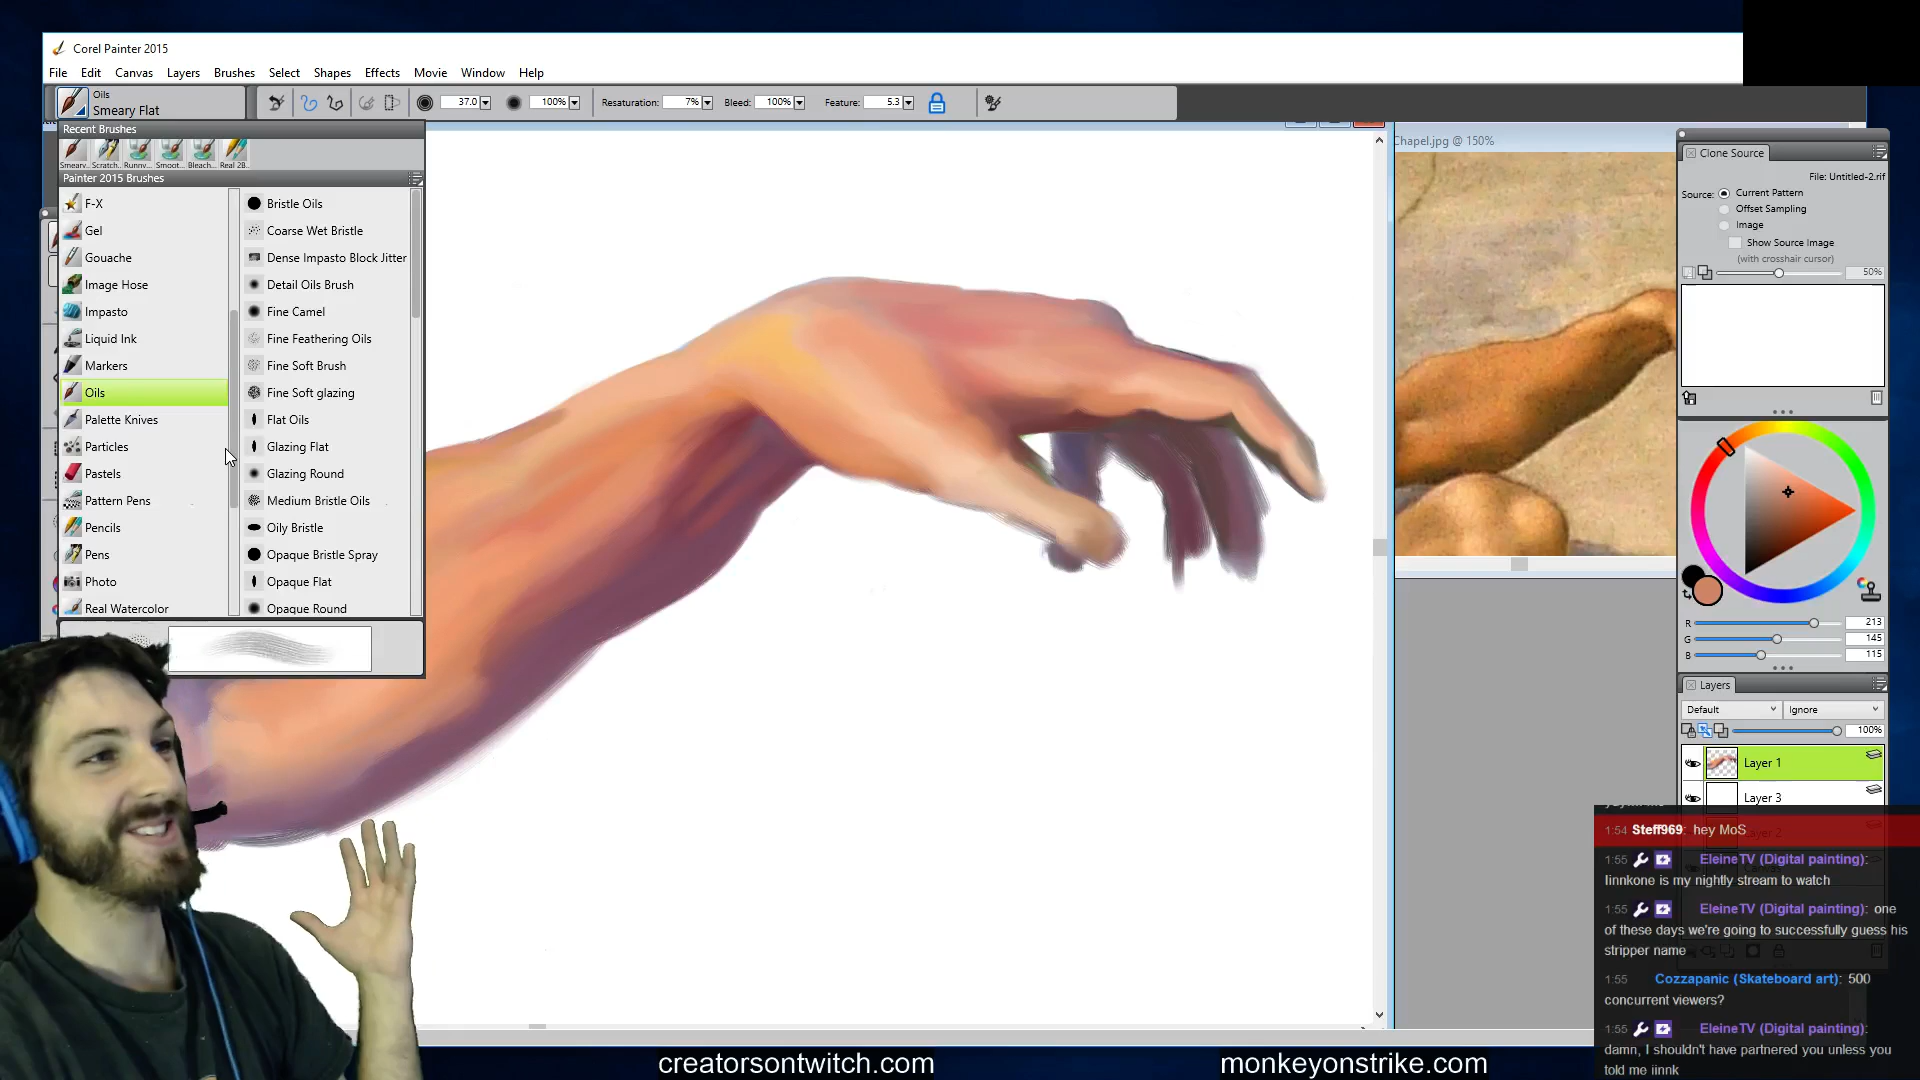 Corel Painter 2015
File Edit Canvas Layers Brushes Select Shapes Effects Movie Window Help
Oils
Smeary Flat
37.0 100% Resaturation: 7% Bleed: 100% Feature: 5.3
Recent Brushes
Smeary.. Scratch.. Runny.. Smoot.. Bleach.. Real 2B..
Painter 2015 Brushes
F-X
Gel
Gouache
Image Hose
Impasto
Liquid Ink
Markers
Oils
Palette Knives
Particles
Pastels
Pattern Pens
Pencils
Pens
Photo
Real Watercolor
Bristle Oils
Coarse Wet Bristle
Dense Impasto Block Jitter
Detail Oils Brush
Fine Camel
Fine Feathering Oils
Fine Soft Brush
Fine Soft glazing
Flat Oils
Glazing Flat
Glazing Round
Medium Bristle Oils
Oily Bristle
Opaque Bristle Spray
Opaque Flat
Opaque Round
Chapel.jpg @ 150%
Clone Source
File: Untitled-2.rif
Source: Current Pattern
Offset Sampling
Image
Show Source Image
(with crosshair cursor)
50%
R 213
G 145
B 115
Layers
Default Ignore
100%
Layer 1
Layer 3
Layer 2
1:54 Steff969: hey MoS
1:55 EleineTV (Digital painting):
Iinnkone is my nightly stream to watch
1:55 EleineTV (Digital painting): one
of these days we're going to successfully guess his
stripper name
1:55 Cozzapanic (Skateboard art): 500
concurrent viewers?
1:55 EleineTV (Digital painting):
damn, I shouldn't have partnered you unless you
told me iinnk
creatorsontwitch.com
monkeyonstrike.com